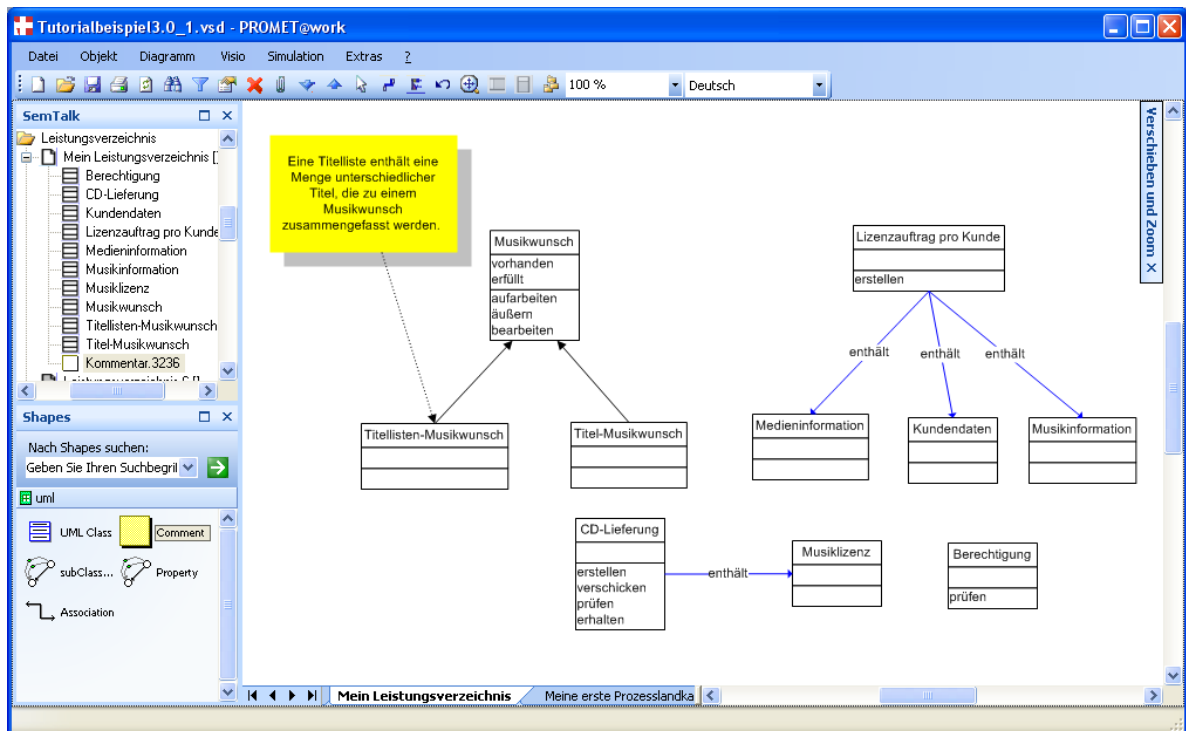 Tutorialbeispiel3.0_1.vsd - PROMET@work
Datei Objekt Diagramm Visio Simulation Extras ?
100 % Deutsch
SemTalk
Leistungsverzeichnis
Mein Leistungsverzeichnis []
Berechtigung
CD-Lieferung
Kundendaten
Lizenzauftrag pro Kunde
Medieninformation
Musikinformation
Musiklizenz
Musikwunsch
Titellisten-Musikwunsch
Titel-Musikwunsch
Kommentar.3236
Shapes
Nach Shapes suchen:
Geben Sie Ihren Suchbegrif
uml
UML Class
Comment
subClass...
Property
Association
Eine Titelliste enthält eine
Menge unterschiedlicher
Titel, die zu einem
Musikwunsch
zusammengefasst werden.
Musikwunsch
vorhanden
erfüllt
aufarbeiten
äußern
bearbeiten
Titellisten-Musikwunsch
Titel-Musikwunsch
Lizenzauftrag pro Kunde
erstellen
enthält
enthält
enthält
Medieninformation
Kundendaten
Musikinformation
CD-Lieferung
erstellen
verschicken
prüfen
erhalten
enthält
Musiklizenz
Berechtigung
prüfen
Verschieben und Zoom
Mein Leistungsverzeichnis
Meine erste Prozesslandka